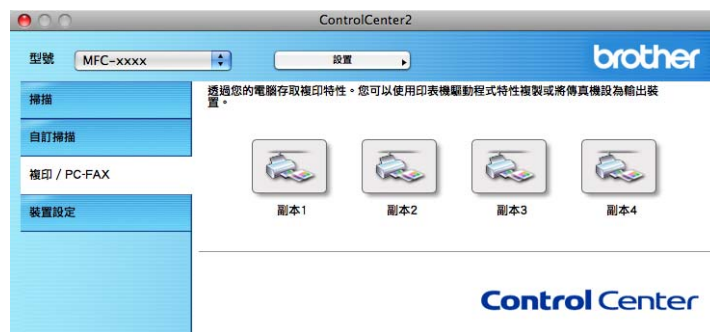 ControlCenter2
型號 MFC-xxxx 設置 brother
掃描
透過您的電腦存取複印特性。您可以使用印表機驅動程式特性複製或將傳真機設為輸出裝
置。
自訂掃描
複印 / PC-FAX
裝置設定
副本1 副本2 副本3 副本4
Control Center